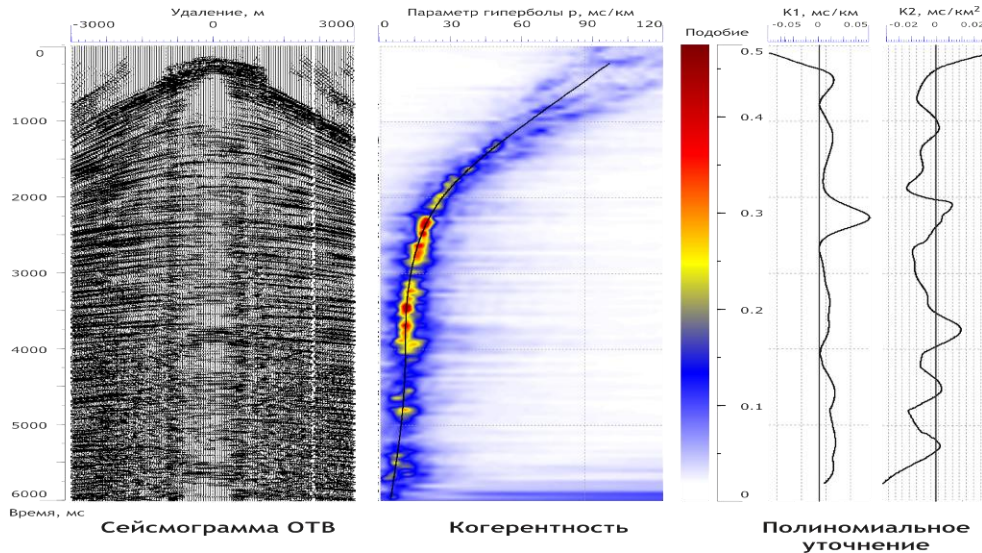 Удаление, м
-3000 0 3000
Параметр гиперболы p, мс/км
0 30 60 120
Подобие
K1, мс/км
-0.05 0 0.05
K2, мс/км²
-0.02 0 0.02
0
1000
2000
3000
4000
5000
6000
Время, мс
0.5
0.4
0.3
0.2
0.1
0
Сейсмограмма ОТВ
Когерентность
Полиномиальное
уточнение